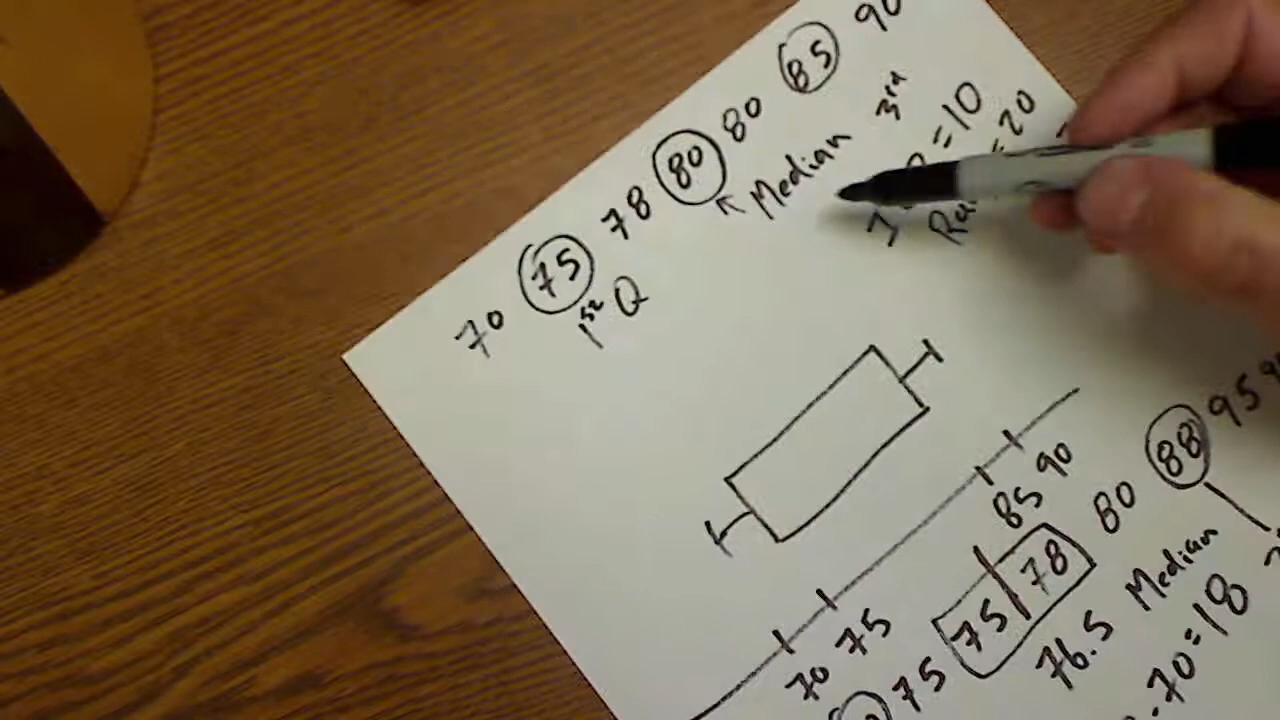 70 75 78 80 80 85 90
1st Q
Median
3rd
= 10
= 20
70 75 85 90
75 75 | 78 80 88 95
76.5 Median
- 70 = 18